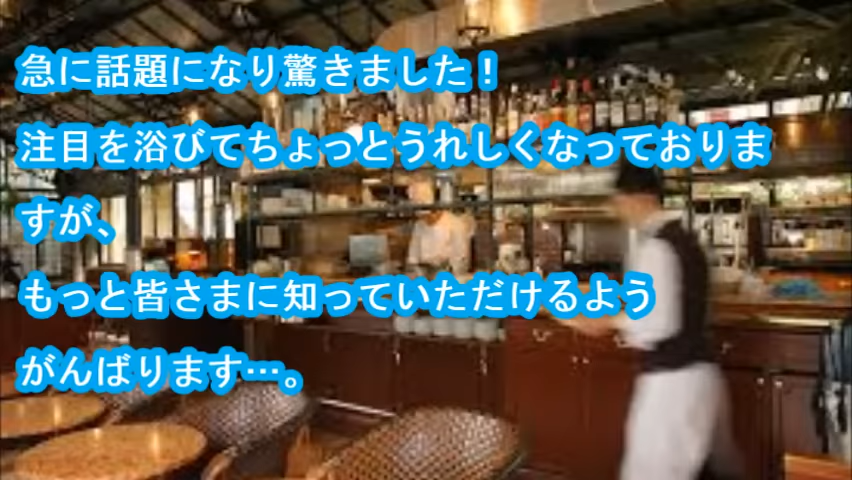 急に話題になり驚きました！
注目を浴びてちょっとうれしくなっておりま
すが、
もっと皆さまに知っていただけるよう
がんばります…。